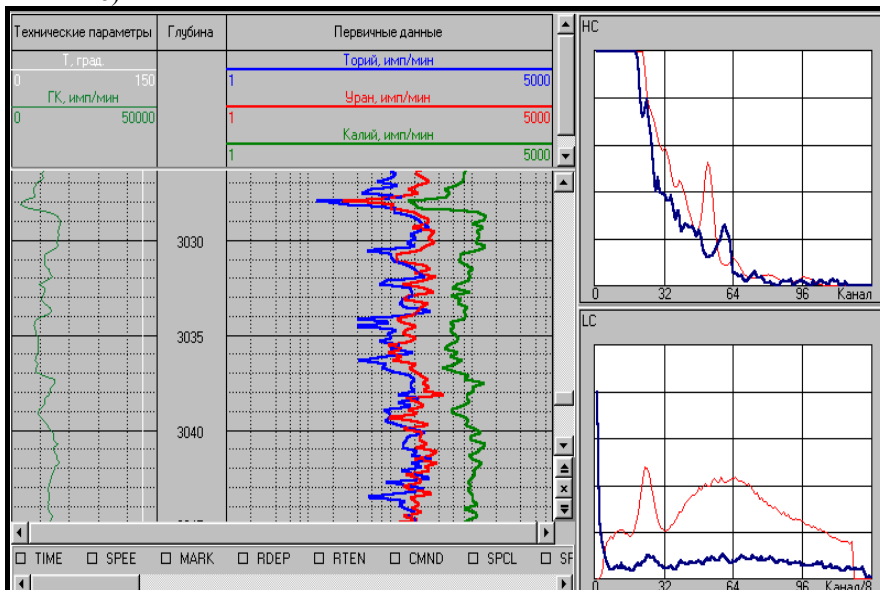 Технические параметры Глубина Первичные данные
Т, град.
0 150
ГК, имп/мин
0 50000
Торий, имп/мин
1 5000
Уран, имп/мин
1 5000
Калий, имп/мин
1 5000
3030
3035
3040
TIME SPEE MARK RDEP RTEN CMND SPCL
HC
0 32 64 96 Канал
LC
0 32 64 96 Канал/8